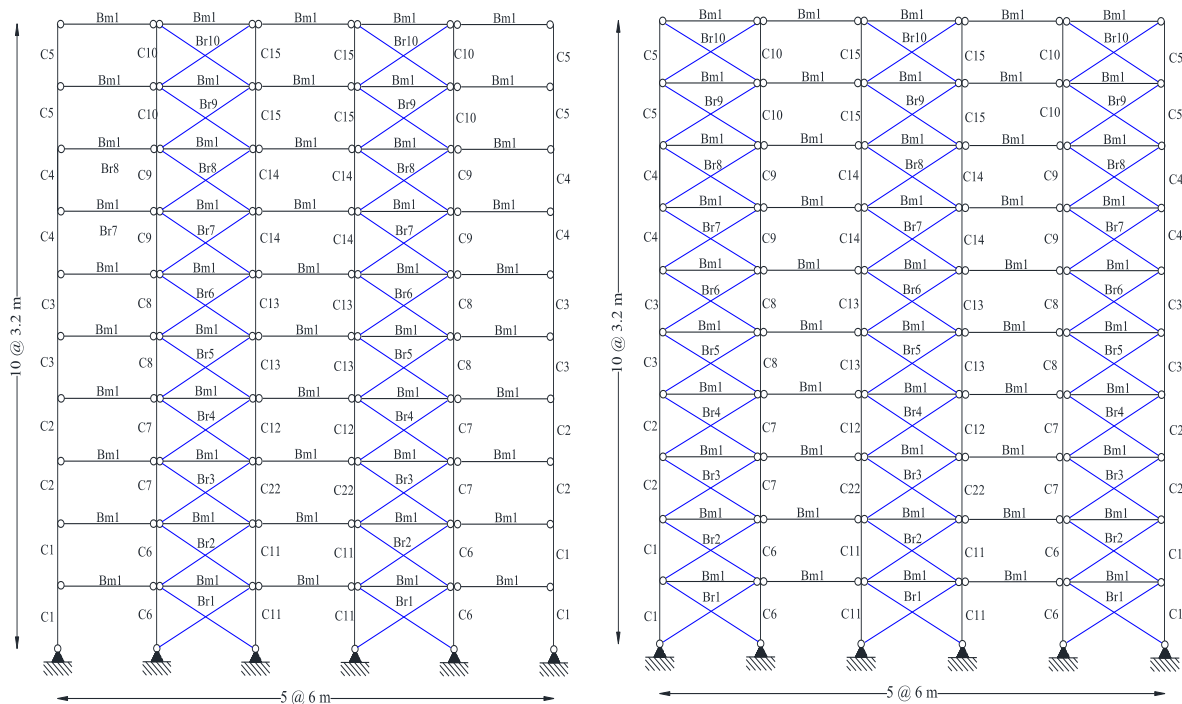 Bm1 Bm1 Bm1 Bm1 Bm1
C5 C10 Br10 C15 C15 Br10 C10 C5
Bm1 Bm1 Bm1 Bm1 Bm1
C5 C10 Br9 C15 C15 Br9 C10 C5
Bm1 Bm1 Bm1 Bm1 Bm1
C4 Br8 C9 Br8 C14 C14 Br8 C9 C4
Bm1 Bm1 Bm1 Bm1 Bm1
C4 Br7 C9 Br7 C14 C14 Br7 C9 C4
Bm1 Bm1 Bm1 Bm1 Bm1
C3 C8 Br6 C13 C13 Br6 C8 C3
Bm1 Bm1 Bm1 Bm1 Bm1
C3 C8 Br5 C13 C13 Br5 C8 C3
Bm1 Bm1 Bm1 Bm1 Bm1
C2 C7 Br4 C12 C12 Br4 C7 C2
Bm1 Bm1 Bm1 Bm1 Bm1
C2 C7 Br3 C22 C22 Br3 C7 C2
Bm1 Bm1 Bm1 Bm1 Bm1
C1 C6 Br2 C11 C11 Br2 C6 C1
Bm1 Bm1 Bm1 Bm1 Bm1
C1 C6 Br1 C11 C11 Br1 C6 C1
10 @ 3.2 m
5 @ 6 m
Bm1 Bm1 Bm1 Bm1 Bm1
C5 Br10 C10 C15 Br10 C15 C10 Br10 C5
Bm1 Bm1 Bm1 Bm1 Bm1
C5 Br9 C10 C15 Br9 C15 C10 Br9 C5
Bm1 Bm1 Bm1 Bm1 Bm1
C4 Br8 C9 C14 Br8 C14 C9 Br8 C4
Bm1 Bm1 Bm1 Bm1 Bm1
C4 Br7 C9 C14 Br7 C14 C9 Br7 C4
Bm1 Bm1 Bm1 Bm1 Bm1
C3 Br6 C8 C13 Br6 C13 C8 Br6 C3
Bm1 Bm1 Bm1 Bm1 Bm1
C3 Br5 C8 C13 Br5 C13 C8 Br5 C3
Bm1 Bm1 Bm1 Bm1 Bm1
C2 Br4 C7 C12 Br4 C12 C7 Br4 C2
Bm1 Bm1 Bm1 Bm1 Bm1
C2 Br3 C7 C22 Br3 C22 C7 Br3 C2
Bm1 Bm1 Bm1 Bm1 Bm1
C1 Br2 C6 C11 Br2 C11 C6 Br2 C1
Bm1 Bm1 Bm1 Bm1 Bm1
C1 Br1 C6 C11 Br1 C11 C6 Br1 C1
10 @ 3.2 m
5 @ 6 m